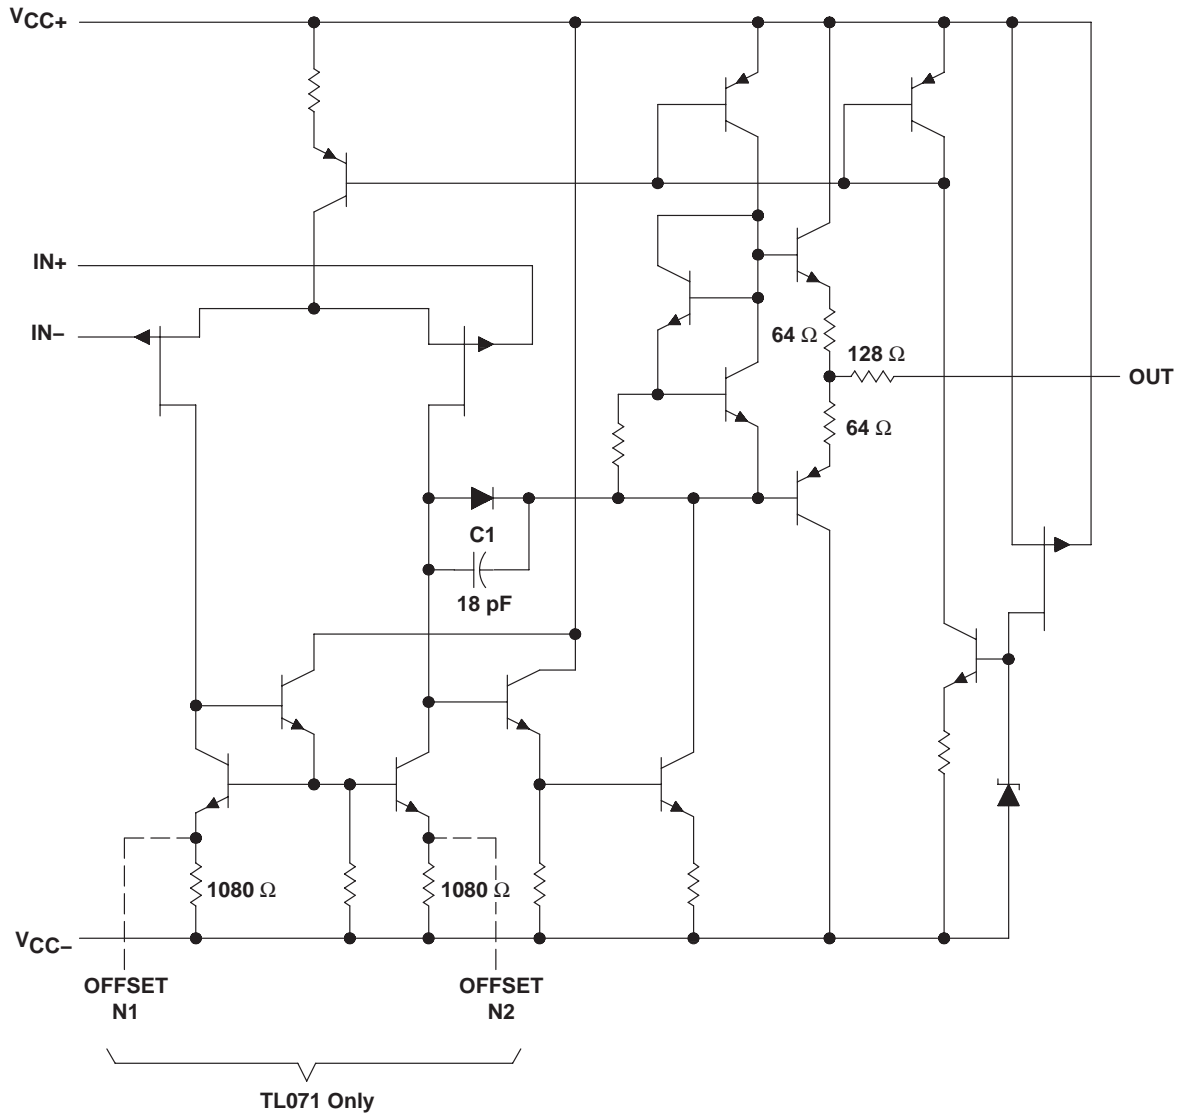 VCC+
IN+
IN−
64 Ω
128 Ω
OUT
64 Ω
C1
18 pF
1080 Ω
1080 Ω
VCC−
OFFSET
N1
OFFSET
N2
TL071 Only